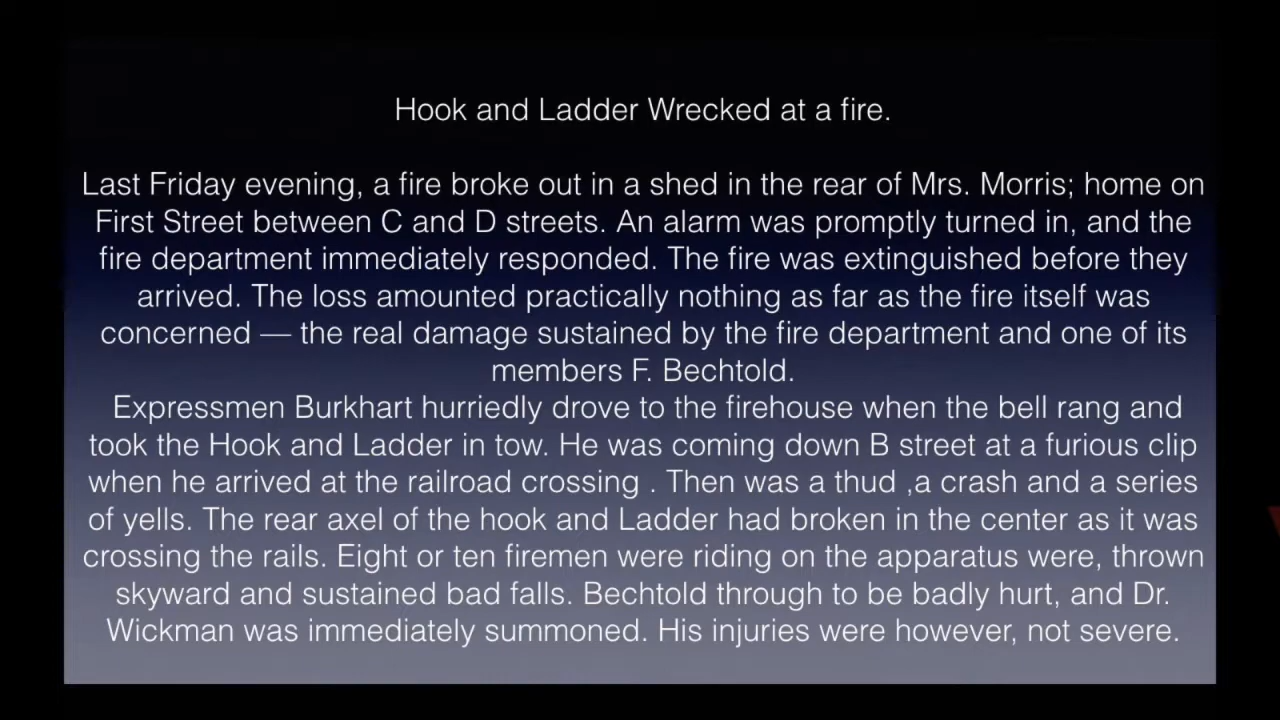 Hook and Ladder Wrecked at a fire.
Last Friday evening, a fire broke out in a shed in the rear of Mrs. Morris; home on
First Street between C and D streets. An alarm was promptly turned in, and the
fire department immediately responded. The fire was extinguished before they
arrived. The loss amounted practically nothing as far as the fire itself was
concerned — the real damage sustained by the fire department and one of its
members F. Bechtold.
Expressmen Burkhart hurriedly drove to the firehouse when the bell rang and
took the Hook and Ladder in tow. He was coming down B street at a furious clip
when he arrived at the railroad crossing . Then was a thud ,a crash and a series
of yells. The rear axel of the hook and Ladder had broken in the center as it was
crossing the rails. Eight or ten firemen were riding on the apparatus were, thrown
skyward and sustained bad falls. Bechtold through to be badly hurt, and Dr.
Wickman was immediately summoned. His injuries were however, not severe.